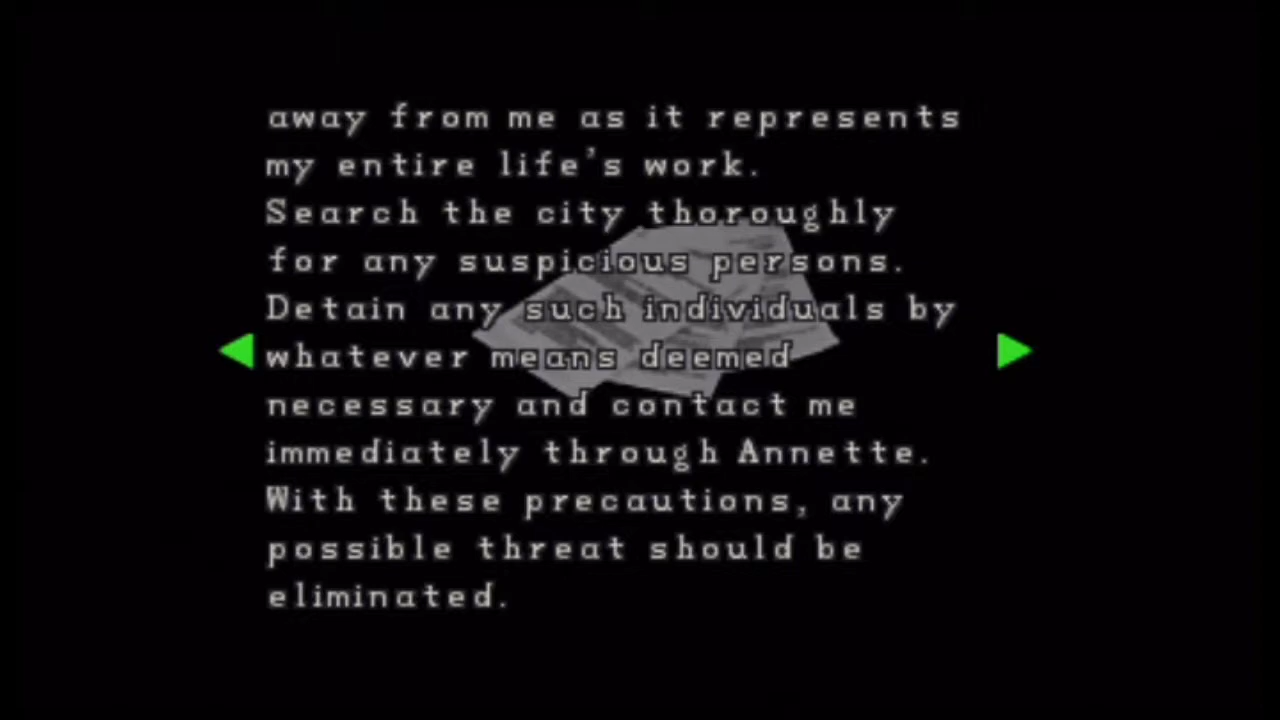 away from me as it represents
my entire life's work.
Search the city thoroughly
for any suspicious persons.
Detain any such individuals by
whatever means deemed
necessary and contact me
immediately through Annette.
With these precautions, any
possible threat should be
eliminated.